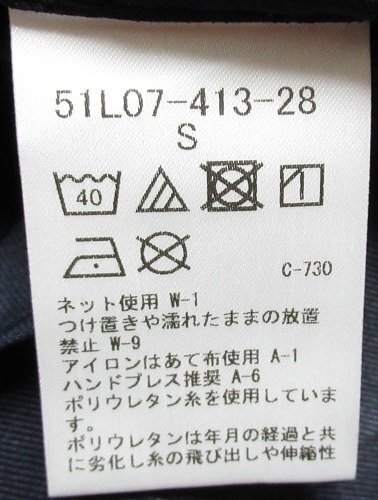 51L07-413-28
S
40
C-730
ネット使用 W-1
つけ置きや濡れたままの放置
禁止 W-9
アイロンはあて布使用 A-1
ハンドプレス推奨 A-6
ポリウレタン糸を使用していま
す。
ポリウレタンは年月の経過と共
に劣化し糸の飛び出しや伸縮性